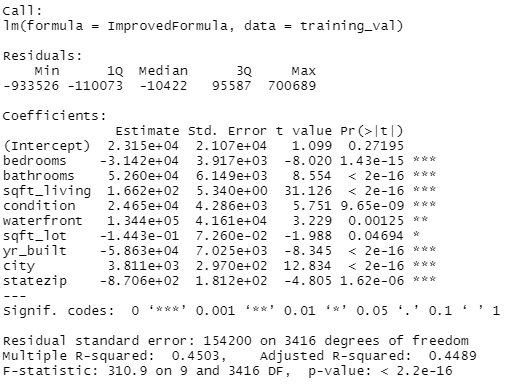 Call:
lm(formula = ImprovedFormula, data = training_val)
Residuals:
Min 1Q Median 3Q Max
-933526 -110073 -10422 95587 700689
Coefficients:
Estimate Std. Error t value Pr(>|t|)
(Intercept) 2.315e+04 2.107e+04 1.099 0.27195
bedrooms -3.142e+04 3.917e+03 -8.020 1.43e-15 ***
bathrooms 5.260e+04 6.149e+03 8.554 < 2e-16 ***
sqft_living 1.662e+02 5.340e+00 31.126 < 2e-16 ***
condition 2.465e+04 4.286e+03 5.751 9.65e-09 ***
waterfront 1.344e+05 4.161e+04 3.229 0.00125 **
sqft_lot -1.443e-01 7.260e-02 -1.988 0.04694 *
yr_built -5.863e+04 7.025e+03 -8.345 < 2e-16 ***
city 3.811e+03 2.970e+02 12.834 < 2e-16 ***
statezip -8.706e+02 1.812e+02 -4.805 1.62e-06 ***
---
Signif. codes: 0 ‘***’ 0.001 ‘**’ 0.01 ‘*’ 0.05 ‘.’ 0.1 ‘ ’ 1
Residual standard error: 154200 on 3416 degrees of freedom
Multiple R-squared: 0.4503, Adjusted R-squared: 0.4489
F-statistic: 310.9 on 9 and 3416 DF, p-value: < 2.2e-16